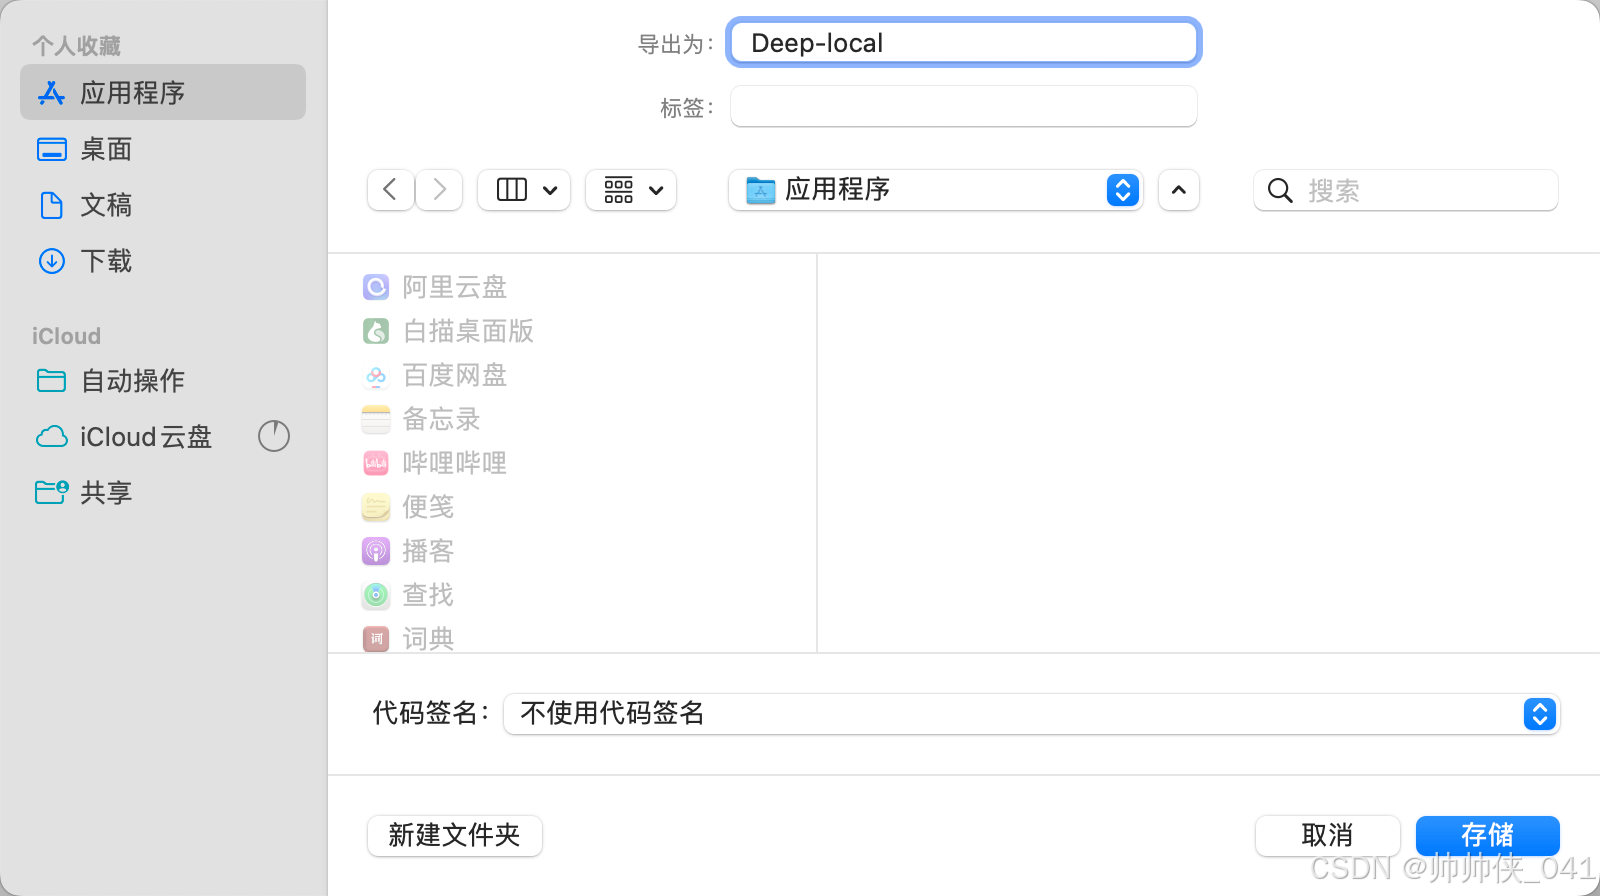 个人收藏
应用程序
桌面
文稿
下载
iCloud
自动操作
iCloud云盘
共享
导出为：
Deep-local
标签：
应用程序
搜索
阿里云盘
白描桌面版
百度网盘
备忘录
哔哩哔哩
便笺
播客
查找
词典
代码签名：
不使用代码签名
新建文件夹
取消
存储
CSDN @帅帅侠_041